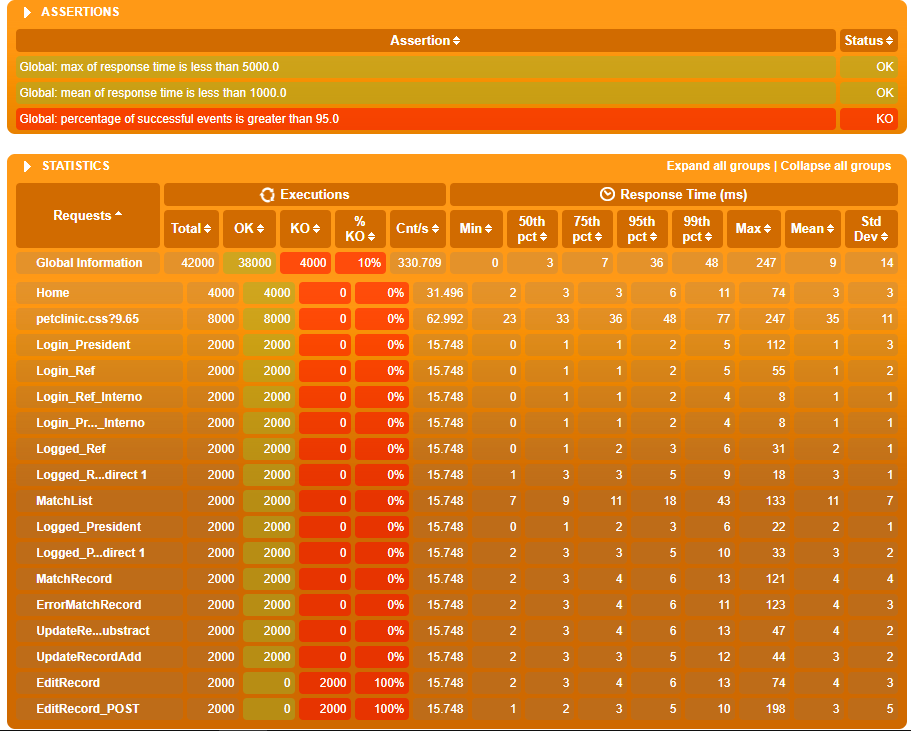 ASSERTIONS
Assertion Status
Global: max of response time is less than 5000.0 OK
Global: mean of response time is less than 1000.0 OK
Global: percentage of successful events is greater than 95.0 KO
STATISTICS Expand all groups | Collapse all groups
Requests Executions Response Time (ms)
Total OK KO % KO Cnt/s Min 50th pct 75th pct 95th pct 99th pct Max Mean Std Dev
Global Information 42000 38000 4000 10% 330.709 0 3 7 36 48 247 9 14
Home 4000 4000 0 0% 31.496 2 3 3 6 11 74 3 3
petclinic.css?9.65 8000 8000 0 0% 62.992 23 33 36 48 77 247 35 11
Login_President 2000 2000 0 0% 15.748 0 1 1 2 5 112 1 3
Login_Ref 2000 2000 0 0% 15.748 0 1 1 2 5 55 1 2
Login_Ref_Interno 2000 2000 0 0% 15.748 0 1 1 2 4 8 1 1
Login_Pr..._Interno 2000 2000 0 0% 15.748 0 1 1 2 4 8 1 1
Logged_Ref 2000 2000 0 0% 15.748 0 1 2 3 6 31 2 1
Logged_R...direct 1 2000 2000 0 0% 15.748 1 3 3 5 9 18 3 1
MatchList 2000 2000 0 0% 15.748 7 9 11 18 43 133 11 7
Logged_President 2000 2000 0 0% 15.748 0 1 2 3 6 22 2 1
Logged_P...direct 1 2000 2000 0 0% 15.748 2 3 3 5 10 33 3 2
MatchRecord 2000 2000 0 0% 15.748 2 3 4 6 13 121 4 4
ErrorMatchRecord 2000 2000 0 0% 15.748 2 3 4 6 11 123 4 3
UpdateRe...ubstract 2000 2000 0 0% 15.748 2 3 4 6 13 47 4 2
UpdateRecordAdd 2000 2000 0 0% 15.748 2 3 3 5 12 44 3 2
EditRecord 2000 0 2000 100% 15.748 2 3 4 6 13 74 4 3
EditRecord_POST 2000 0 2000 100% 15.748 1 2 3 5 10 198 3 5